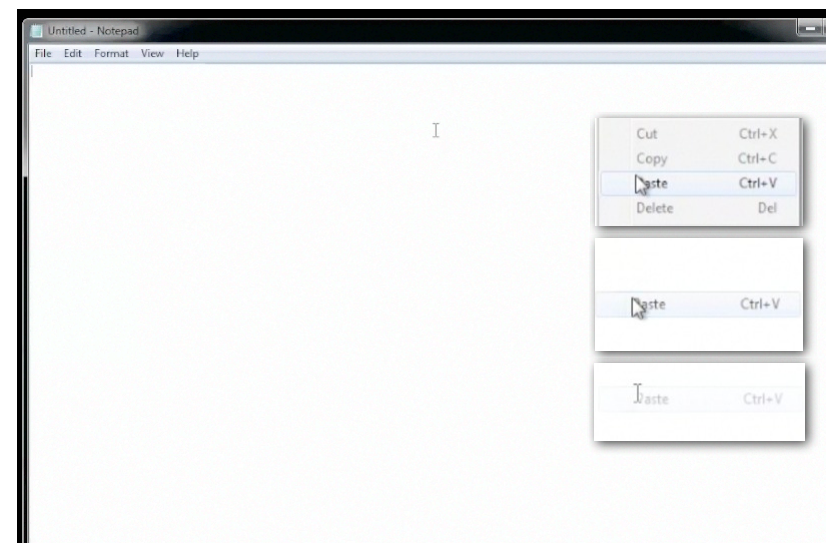 Untitled - Notepad
File Edit Format View Help
Cut Ctrl+X
Copy Ctrl+C
Paste Ctrl+V
Delete Del
Paste Ctrl+V
Paste Ctrl+V